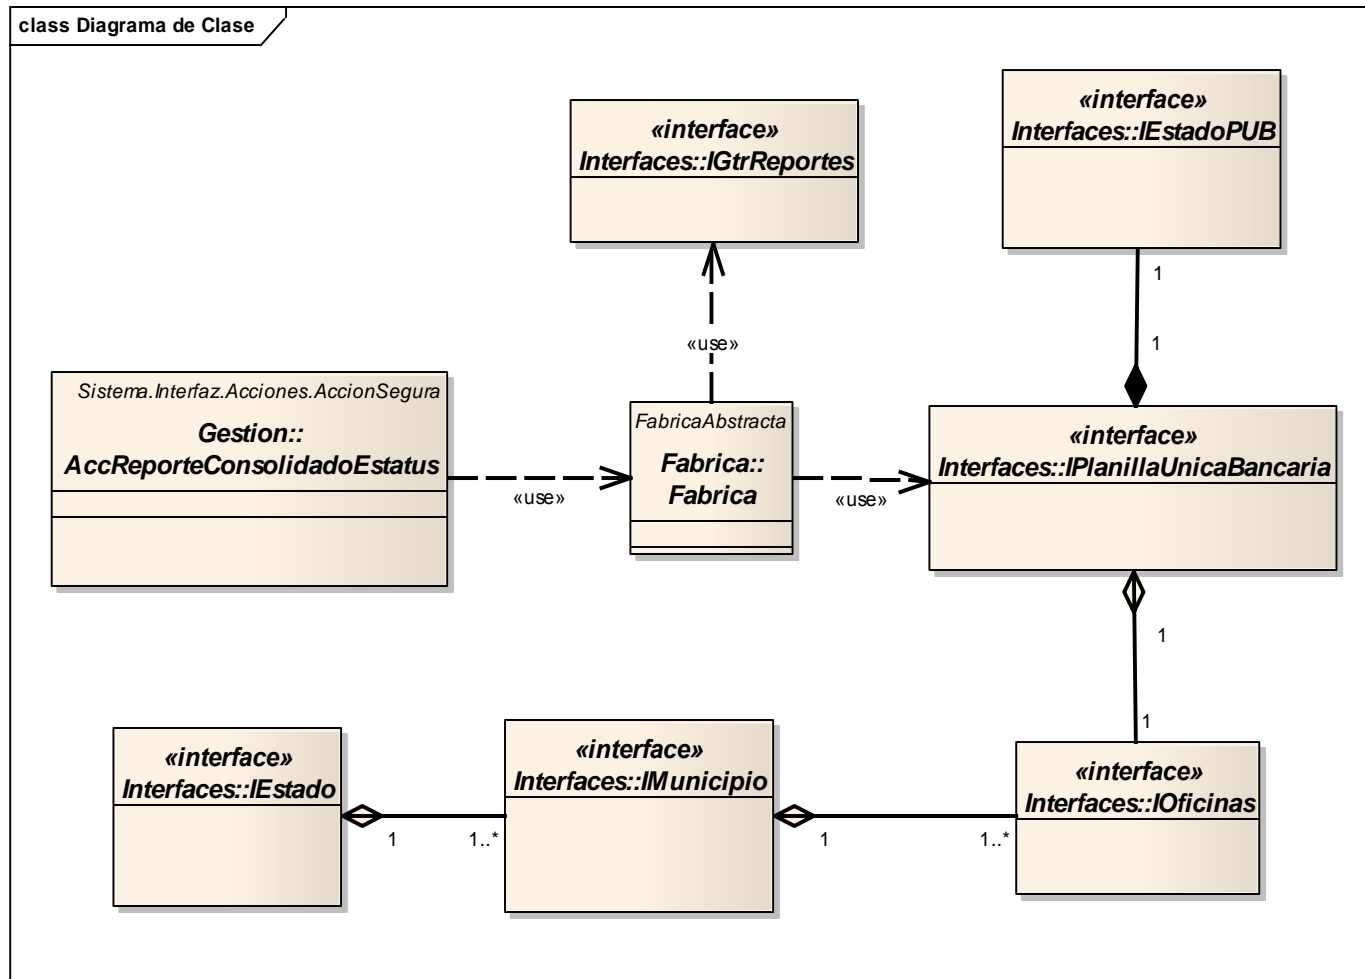 class Diagrama de Clase
«interface»
Interfaces::IEstadoPUB
«interface»
Interfaces::IGtrReportes
1
1
«use»
Sistema.Interfaz.Acciones.AccionSegura
Gestion::
AccReporteConsolidadoEstatus
«use»
FabricaAbstracta
Fabrica::
Fabrica
«use»
«interface»
Interfaces::IPlanillaUnicaBancaria
1
1
«interface»
Interfaces::IEstado
1
1..*
«interface»
Interfaces::IMunicipio
1
1..*
«interface»
Interfaces::IOficinas